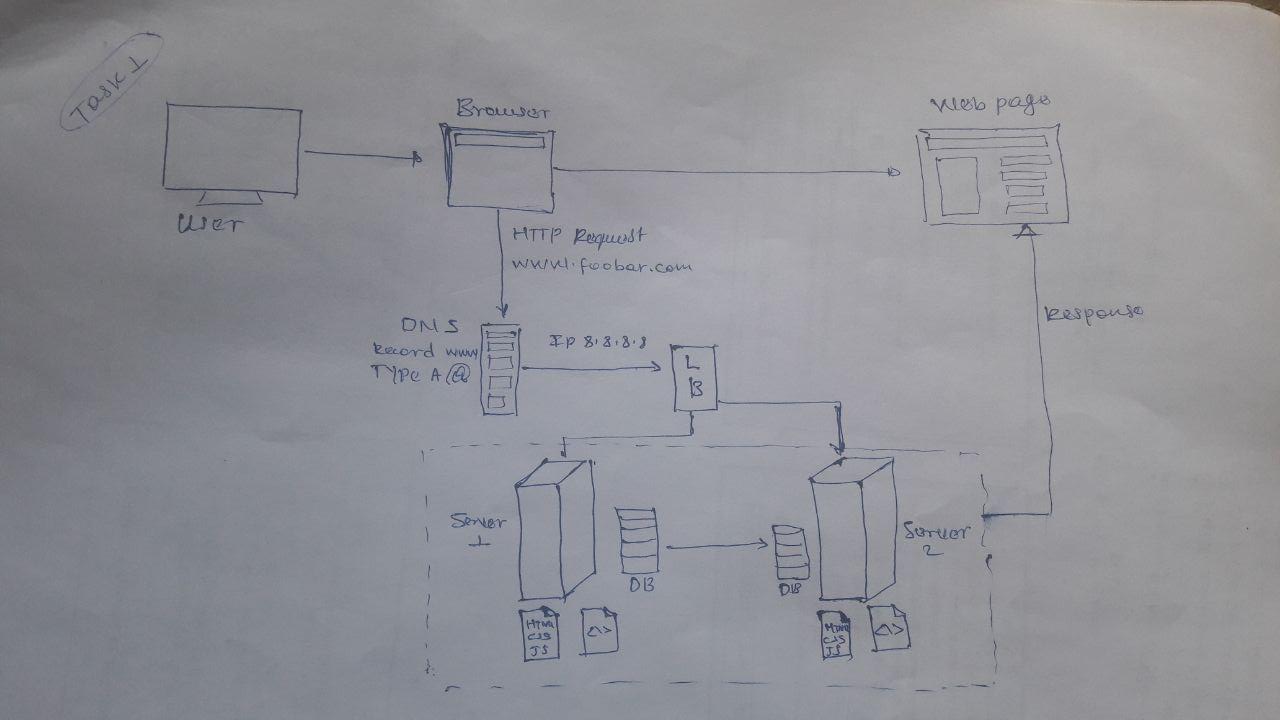 Task 1
Browser
Web page
User
HTTP Request
www.foobar.com
DNS
Record www
TYPE A @
Ip 8.8.8.8
L
B
Response
Server
1
DB
DB
Server
2
Html
CSS
JS
<>
Html
CSS
JS
<>